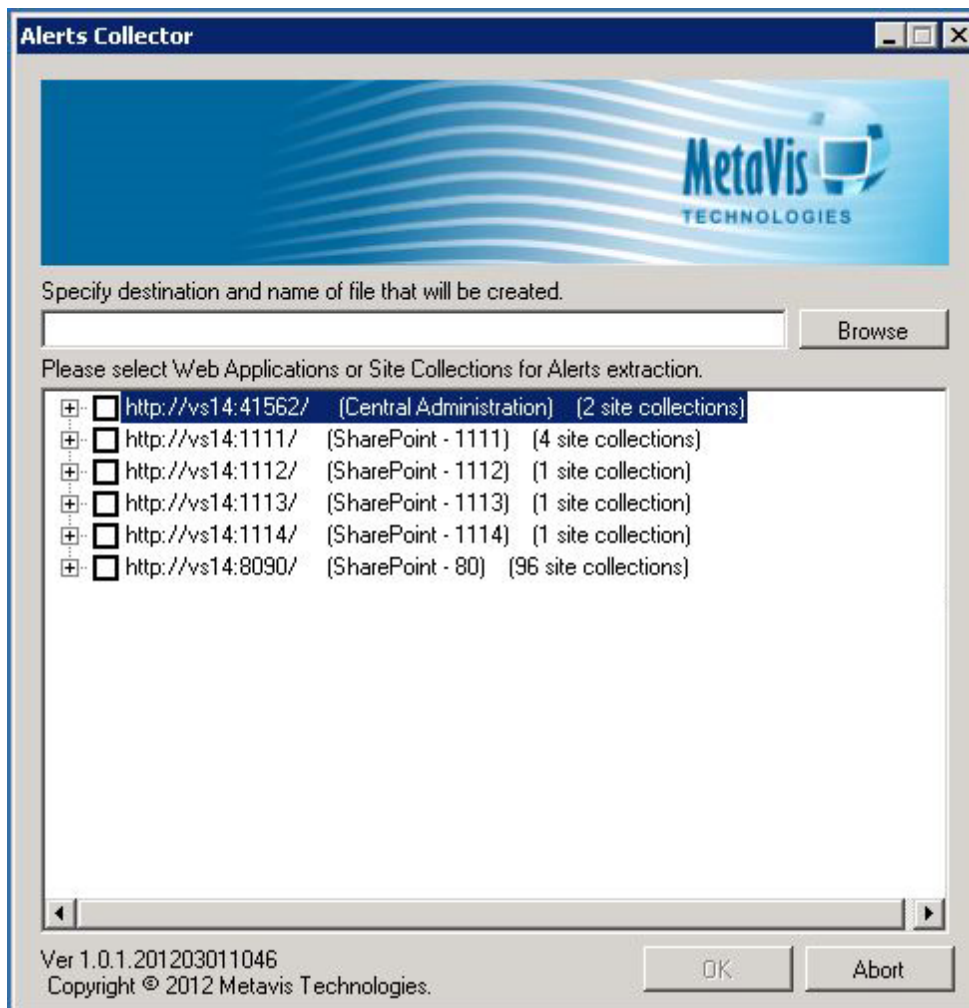 Alerts Collector
MetaVis
TECHNOLOGIES
Specify destination and name of file that will be created.
Browse
Please select Web Applications or Site Collections for Alerts extraction.
http://vs14:41562/ (Central Administration) (2 site collections)
http://vs14:1111/ (SharePoint - 1111) (4 site collections)
http://vs14:1112/ (SharePoint - 1112) (1 site collection)
http://vs14:1113/ (SharePoint - 1113) (1 site collection)
http://vs14:1114/ (SharePoint - 1114) (1 site collection)
http://vs14:8090/ (SharePoint - 80) (96 site collections)
Ver 1.0.1.201203011046
Copyright © 2012 Metavis Technologies.
OK Abort